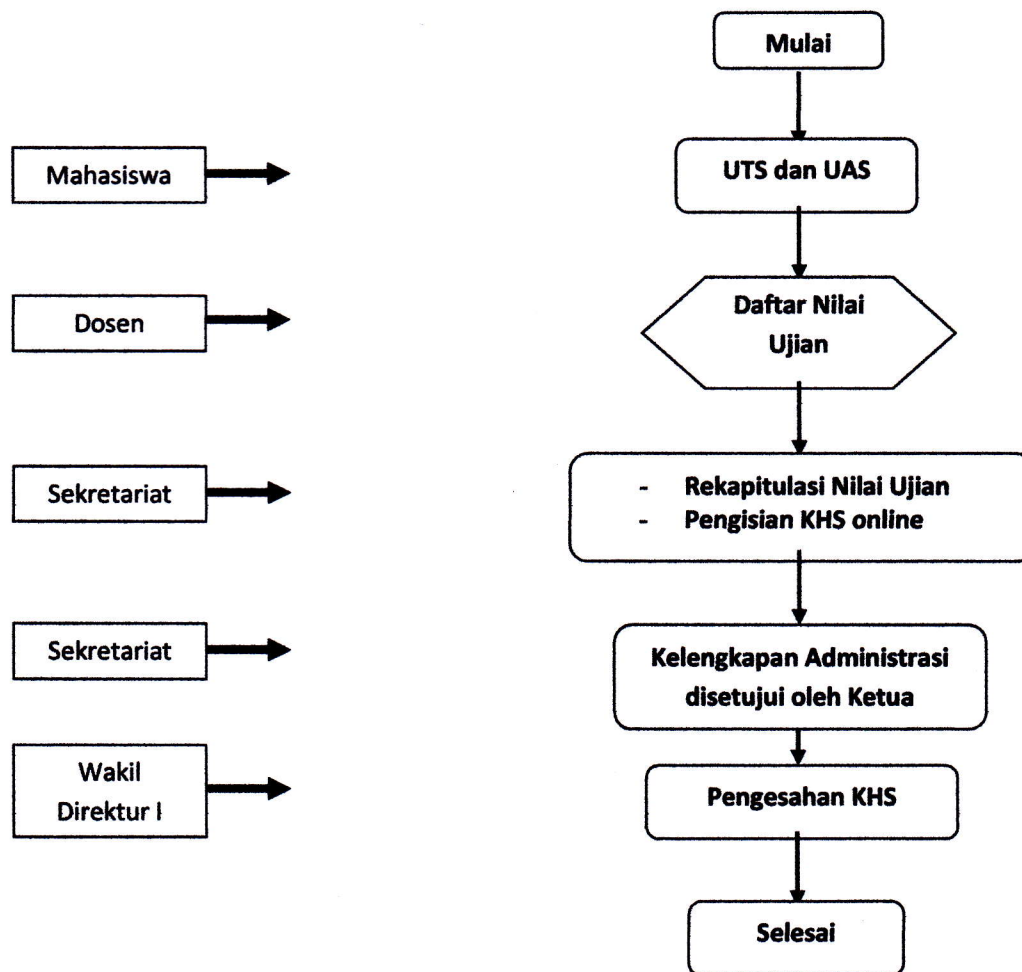 Mulai
Mahasiswa
UTS dan UAS
Dosen
Daftar Nilai
Ujian
Sekretariat
- Rekapitulasi Nilai Ujian
- Pengisian KHS online
Sekretariat
Kelengkapan Administrasi
disetujui oleh Ketua
Wakil
Direktur I
Pengesahan KHS
Selesai